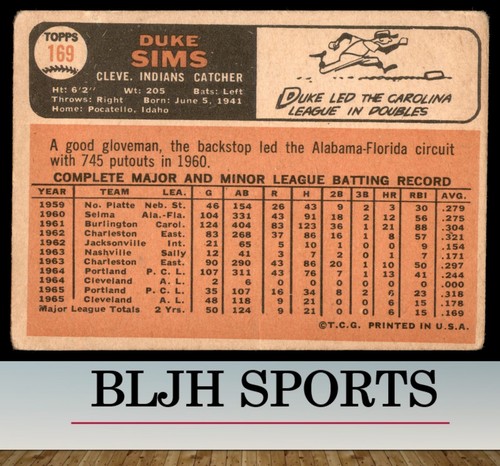 TOPPS
169
DUKE
SIMS
CLEVE. INDIANS CATCHER
Ht: 6'2" Wt: 205 Bats: Left
Throws: Right Born: June 5, 1941
Home: Pocatello, Idaho
DUKE LED THE CAROLINA
LEAGUE IN DOUBLES
A good gloveman, the backstop led the Alabama-Florida circuit
with 745 putouts in 1960.
COMPLETE MAJOR AND MINOR LEAGUE BATTING RECORD
YEAR TEAM LEA. G AB R H 2B 3B HR RBI AVG.
1959 No. Platte Neb. St. 46 154 26 43 9 2 3 30 .279
1960 Selma Ala.-Fla. 104 331 43 91 18 2 12 56 .275
1961 Burlington Carol. 124 404 83 123 36 1 21 88 .304
1962 Charleston East. 83 268 37 86 16 1 8 57 .321
1962 Jacksonville Int. 21 65 5 10 1 0 0 9 .154
1963 Nashville Sally 12 41 3 7 2 0 1 7 .171
1963 Charleston East. 90 290 43 86 20 1 10 50 .297
1964 Portland P. C. L. 107 311 43 76 7 1 13 41 .244
1964 Cleveland A. L. 2 6 0 0 0 0 0 0 .000
1965 Portland P. C. L. 35 107 16 34 8 2 6 23 .318
1965 Cleveland A. L. 48 118 9 21 0 0 6 15 .178
Major League Totals 2 Yrs. 50 124 9 21 0 0 6 15 .169
©T.C.G. PRINTED IN U.S.A.
BLJH SPORTS